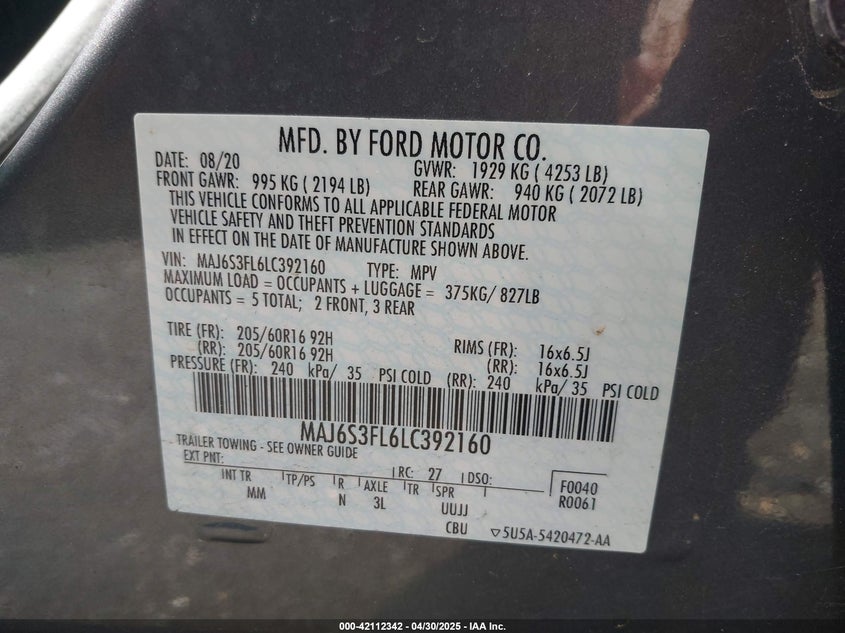 MFD. BY FORD MOTOR CO.
DATE: 08/20 GVWR: 1929 KG ( 4253 LB)
FRONT GAWR: 995 KG ( 2194 LB) REAR GAWR: 940 KG ( 2072 LB)
THIS VEHICLE CONFORMS TO ALL APPLICABLE FEDERAL MOTOR
VEHICLE SAFETY AND THEFT PREVENTION STANDARDS
IN EFFECT ON THE DATE OF MANUFACTURE SHOWN ABOVE.
VIN: MAJ6S3FL6LC392160 TYPE: MPV
MAXIMUM LOAD = OCCUPANTS + LUGGAGE = 375KG/ 827LB
OCCUPANTS = 5 TOTAL; 2 FRONT, 3 REAR
TIRE (FR): 205/60R16 92H RIMS (FR): 16x6.5J
(RR): 205/60R16 92H (RR): 16x6.5J
PRESSURE (FR): 240 kPa/ 35 PSI COLD (RR): 240 kPa/ 35 PSI COLD
MAJ6S3FL6LC392160
TRAILER TOWING - SEE OWNER GUIDE
EXT PNT: RC: 27 DSO:
INT TR TP/PS R AXLE TR SPR F0040
MM N 3L UUJJ R0061
CBU 5U5A-5420472-AA
000-42112342 - 04/30/2025 - IAA Inc.